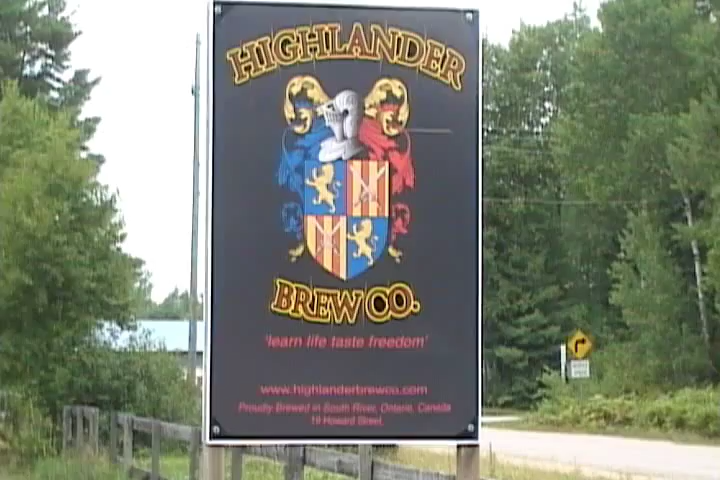 HIGHLANDER
BREW CO.
'learn life taste freedom'
www.highlanderbrewco.com
Proudly Brewed in South River, Ontario, Canada
19 Howard Street,